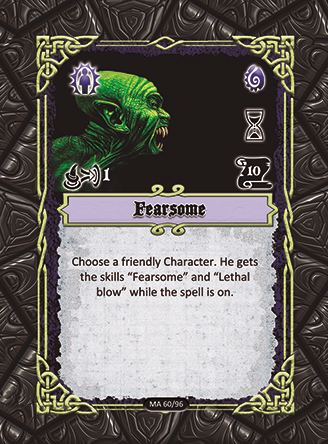 1
10
Fearsome
Choose a friendly Character. He gets
the skills “Fearsome” and “Lethal
blow” while the spell is on.
MA 60/96